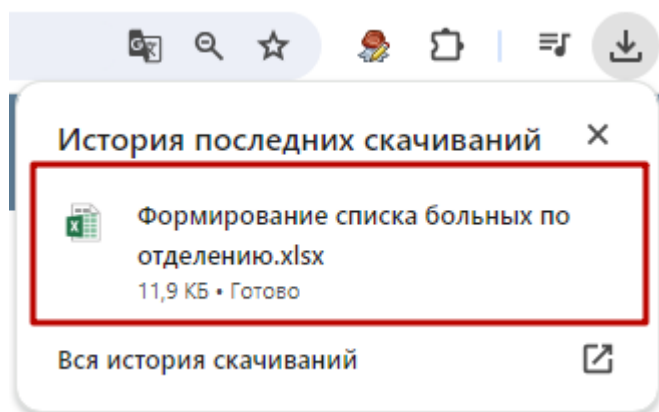 История последних скачиваний
Формирование списка больных по
отделению.xlsx
11,9 КБ • Готово
Вся история скачиваний